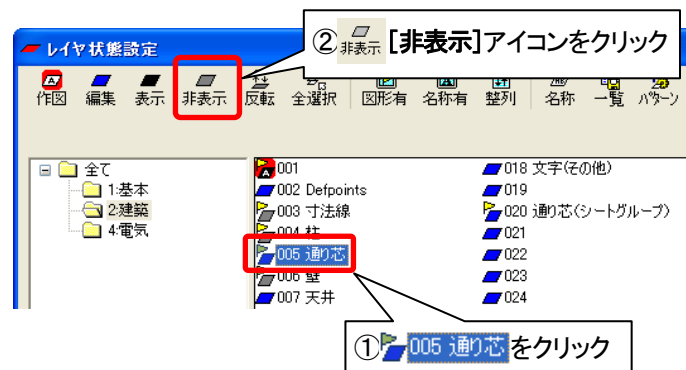 ②非表示 [非表示]アイコンをクリック
レイヤ状態設定
作図 編集 表示 非表示 反転 全選択 図形有 名称有 整列 名称 一覧 パターン
全て
1:基本
2:建築
4:電気
001
002 Defpoints
003 寸法線
004 柱
005 通り芯
006 壁
007 天井
018 文字(その他)
019
020 通り芯(シートグループ)
021
022
023
024
①005 通り芯をクリック